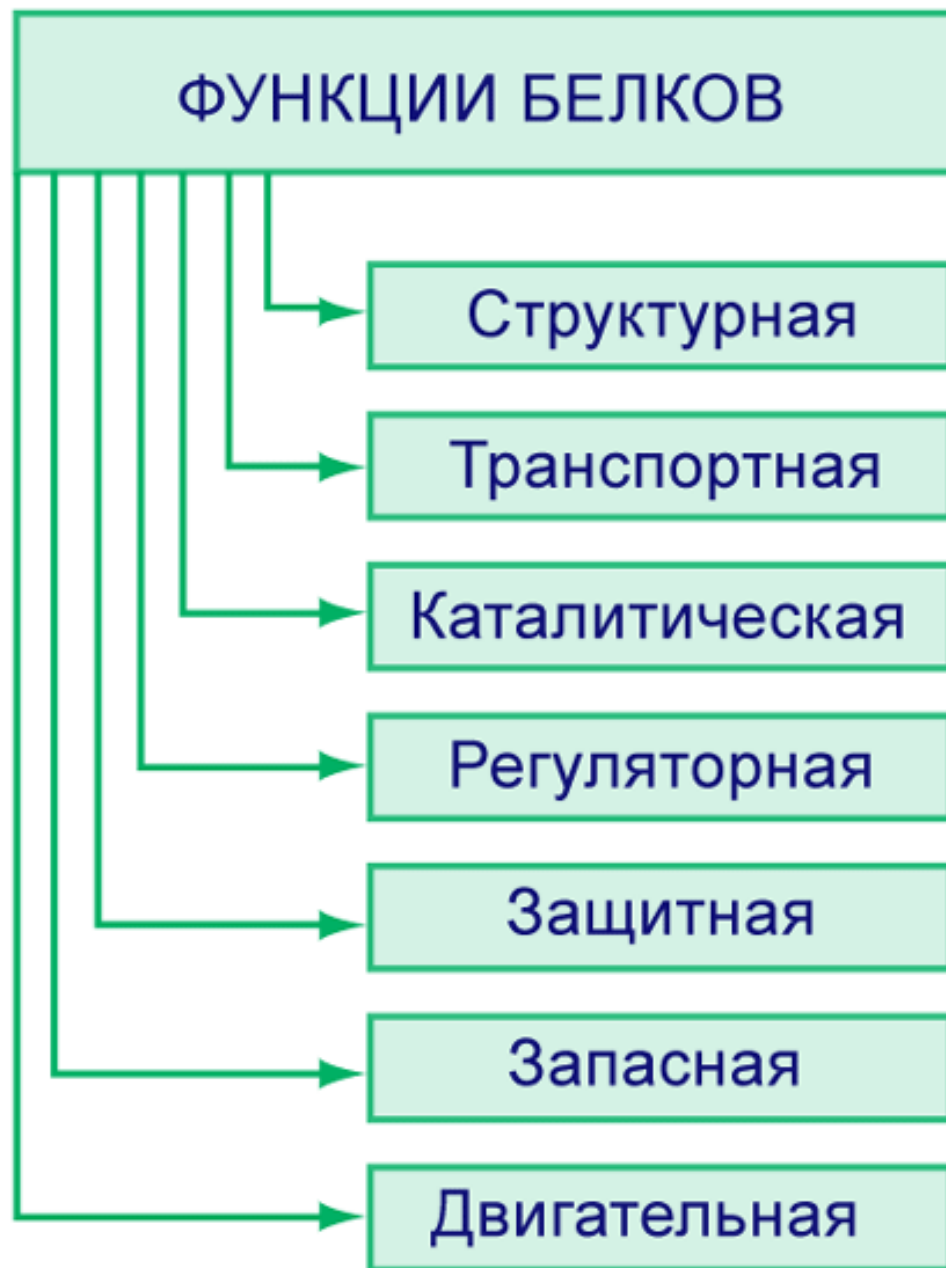 ФУНКЦИИ БЕЛКОВ
Структурная
Транспортная
Каталитическая
Регуляторная
Защитная
Запасная
Двигательная